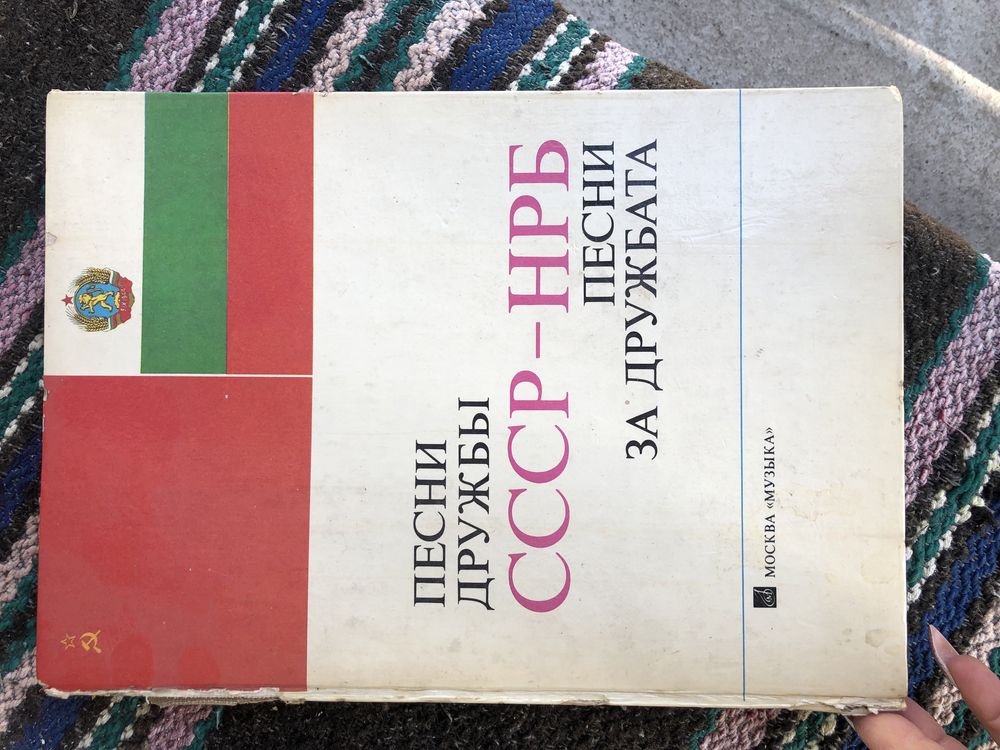 ПЕСНИ
ДРУЖБЫ
СССР–НРБ
ПЕСНИ
ЗА ДРУЖБАТА
МОСКВА «МУЗЫКА»